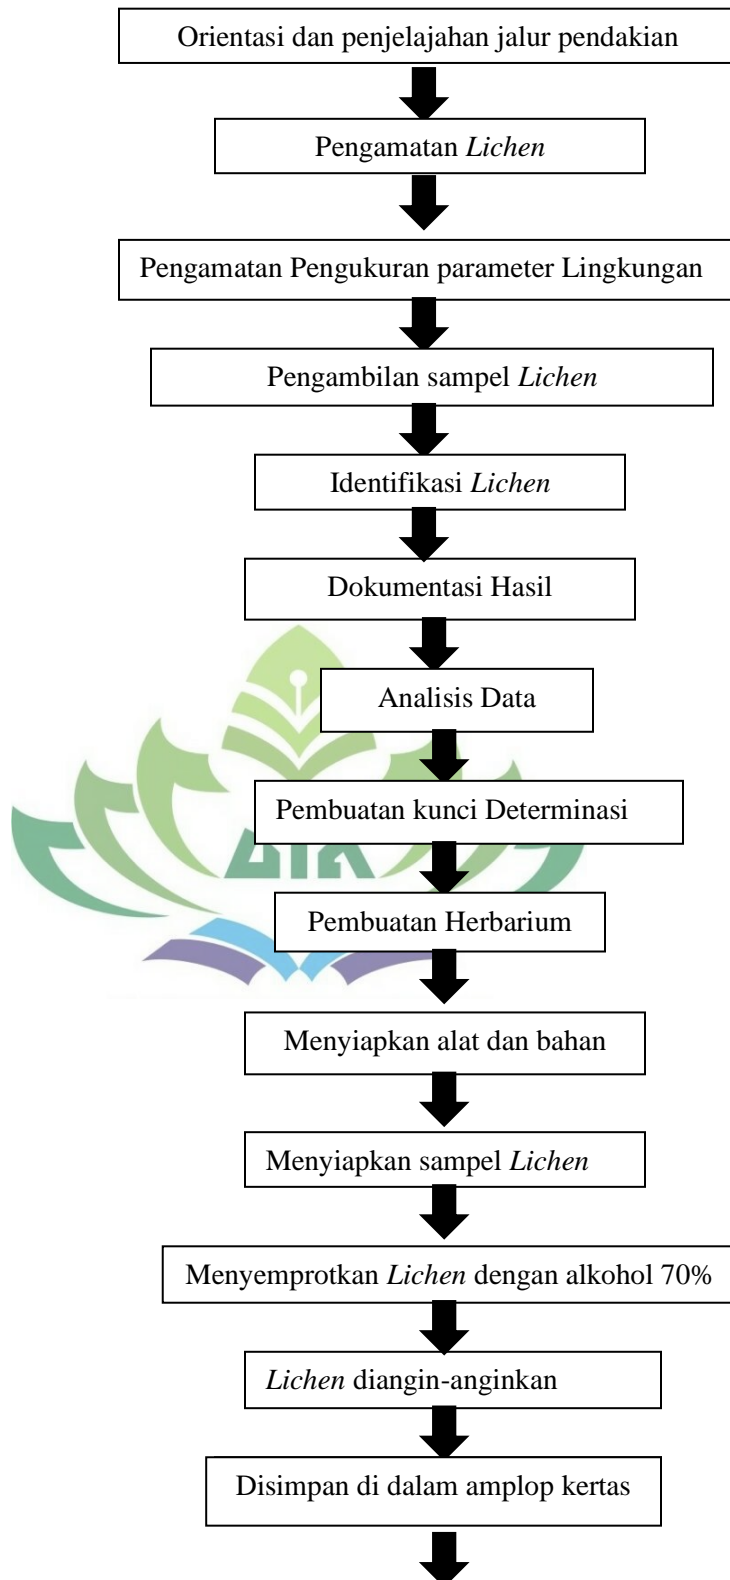 Orientasi dan penjelajahan jalur pendakian
Pengamatan Lichen
Pengamatan Pengukuran parameter Lingkungan
Pengambilan sampel Lichen
Identifikasi Lichen
Dokumentasi Hasil
Analisis Data
Pembuatan kunci Determinasi
Pembuatan Herbarium
Menyiapkan alat dan bahan
Menyiapkan sampel Lichen
Menyemprotkan Lichen dengan alkohol 70%
Lichen diangin-anginkan
Disimpan di dalam amplop kertas